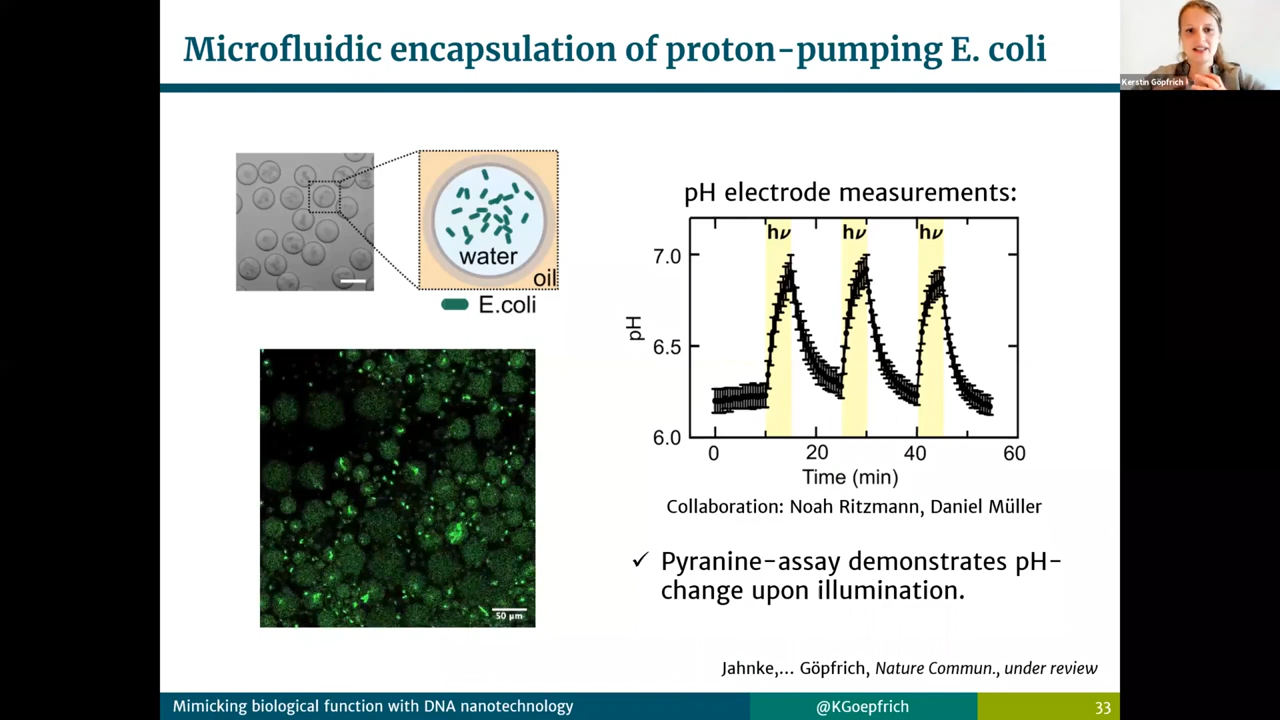 Microfluidic encapsulation of proton-pumping E. coli
Kerstin Göpfrich
water
oil
E.coli
50 µm
pH electrode measurements:
hν
hν
hν
7.0
6.5
6.0
pH
0
20
40
60
Time (min)
Collaboration: Noah Ritzmann, Daniel Müller
✓ Pyranine-assay demonstrates pH-
change upon illumination.
Jahnke,... Göpfrich, Nature Commun., under review
Mimicking biological function with DNA nanotechnology
@KGoepfrich
33